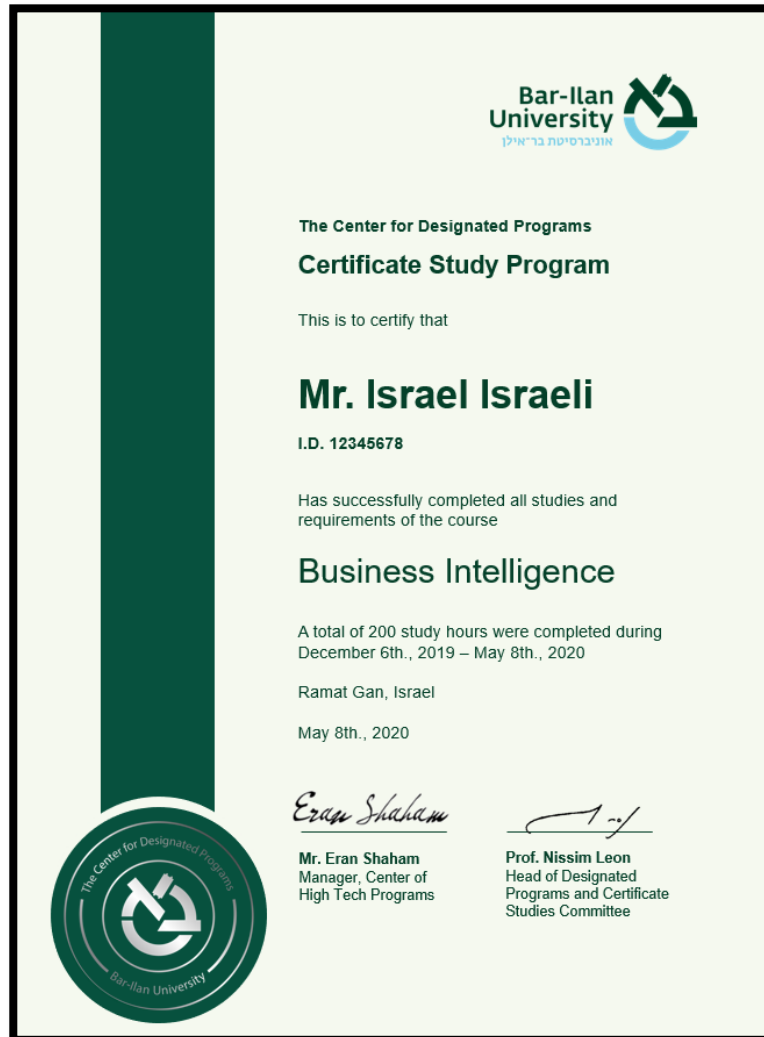 Bar-Ilan
University
אוניברסיטת בר־אילן
The Center for Designated Programs
Certificate Study Program
This is to certify that
Mr. Israel Israeli
I.D. 12345678
Has successfully completed all studies and
requirements of the course
Business Intelligence
A total of 200 study hours were completed during
December 6th., 2019 – May 8th., 2020
Ramat Gan, Israel
May 8th., 2020
Eran Shaham
Mr. Eran Shaham
Manager, Center of
High Tech Programs
Prof. Nissim Leon
Head of Designated
Programs and Certificate
Studies Committee
The Center for Designated Programs
Bar-Ilan University